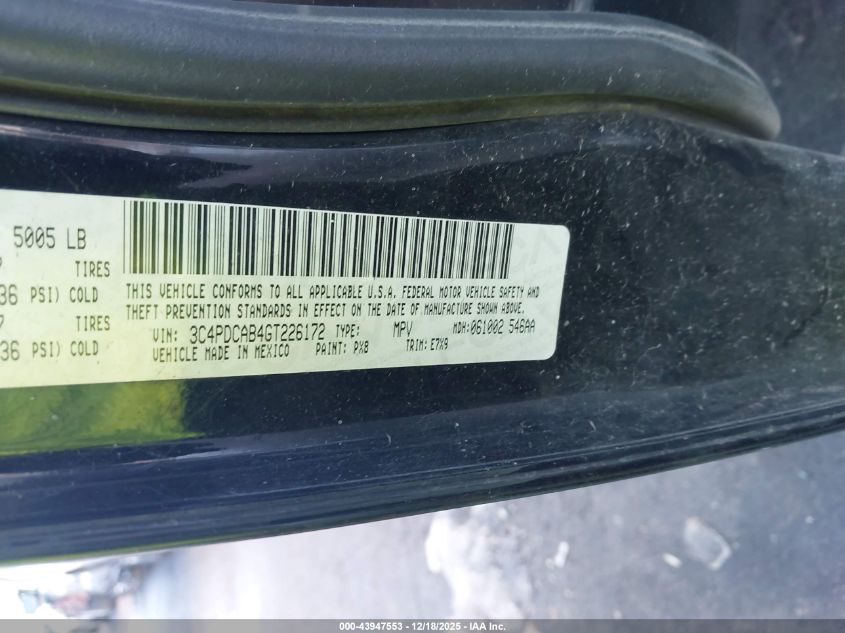 5005 LB
TIRES
36 PSI) COLD
TIRES
36 PSI) COLD
THIS VEHICLE CONFORMS TO ALL APPLICABLE U.S.A. FEDERAL MOTOR VEHICLE SAFETY AND
THEFT PREVENTION STANDARDS IN EFFECT ON THE DATE OF MANUFACTURE SHOWN ABOVE.
VIN: 3C4PDCAB4GT226172 TYPE: MPV MDH:061002 546AA
VEHICLE MADE IN MEXICO PAINT: PX8 TRIM: E7X9
000-43947553 – 12/18/2025 – IAA, Inc.